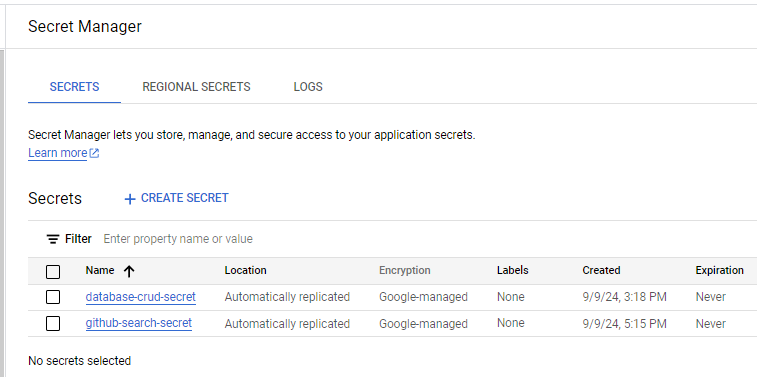 Secret Manager
SECRETS REGIONAL SECRETS LOGS
Secret Manager lets you store, manage, and secure access to your application secrets.
Learn more
Secrets + CREATE SECRET
Filter Enter property name or value
Name Location Encryption Labels Created Expiration
database-crud-secret Automatically replicated Google-managed None 9/9/24, 3:18 PM Never
github-search-secret Automatically replicated Google-managed None 9/9/24, 5:15 PM Never
No secrets selected